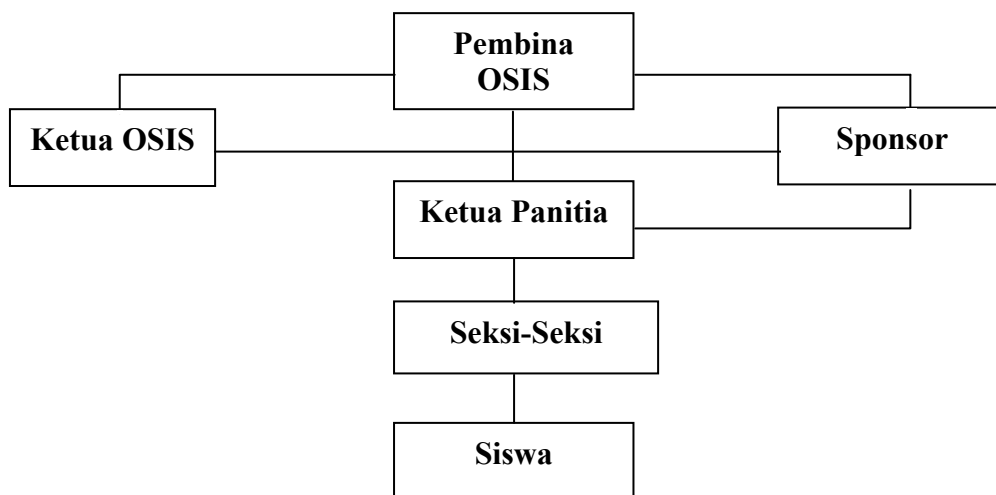 Pembina
OSIS
Ketua OSIS
Sponsor
Ketua Panitia
Seksi-Seksi
Siswa